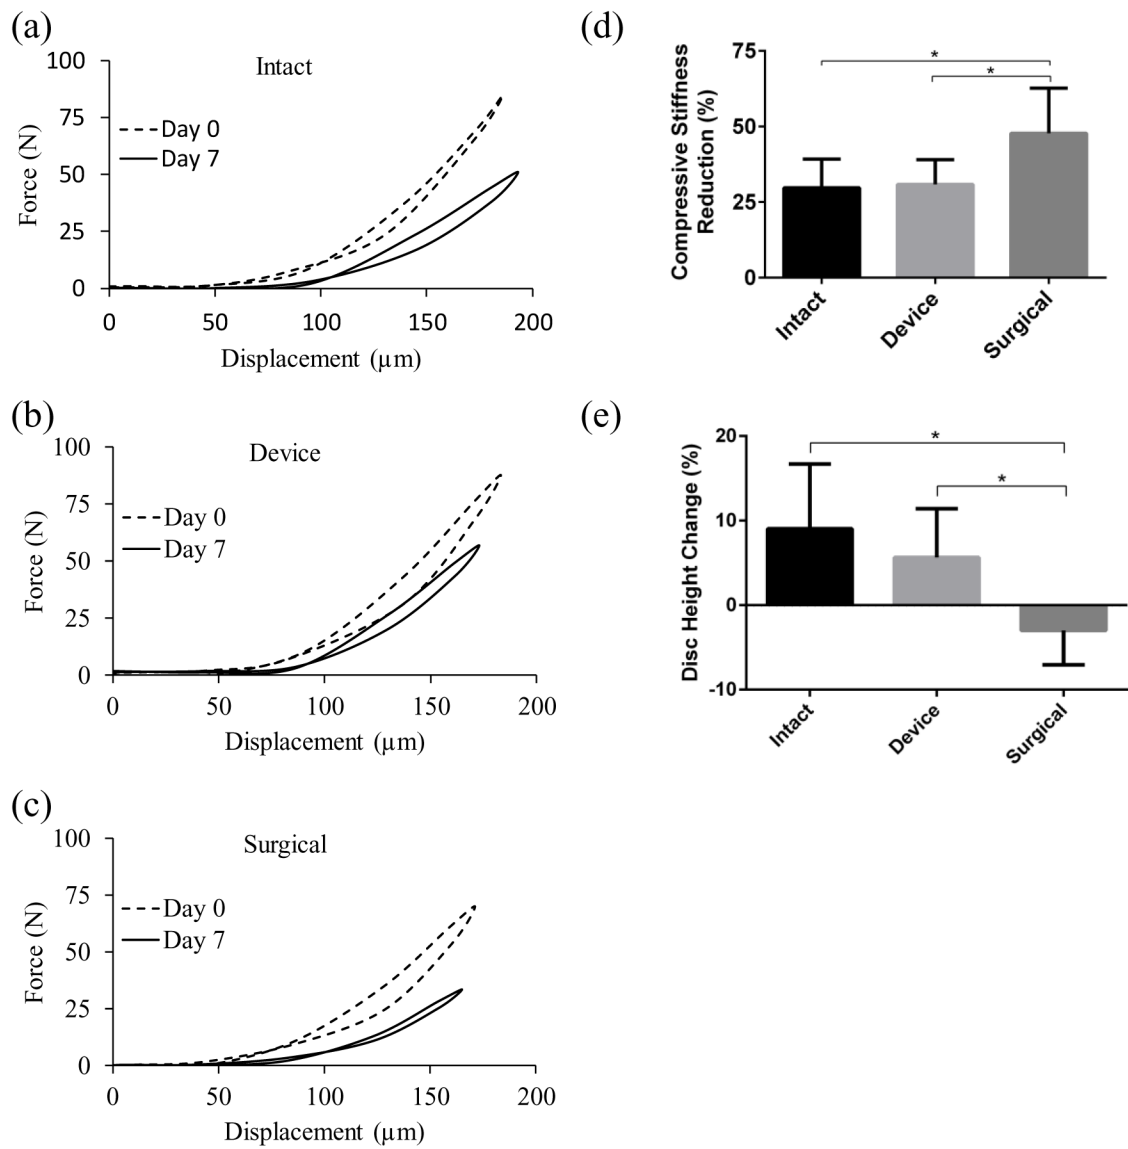 (a)
Intact
100
75
50
25
0
Force (N)
Day 0
Day 7
0 50 100 150 200
Displacement (μm)
(b)
Device
100
75
50
25
0
Force (N)
Day 0
Day 7
0 50 100 150 200
Displacement (μm)
(c)
Surgical
100
75
50
25
0
Force (N)
Day 0
Day 7
0 50 100 150 200
Displacement (μm)
(d)
Compressive Stiffness
Reduction (%)
75
50
25
0
*
*
Intact
Device
Surgical
(e)
Disc Height Change (%)
20
10
0
-10
*
*
Intact
Device
Surgical